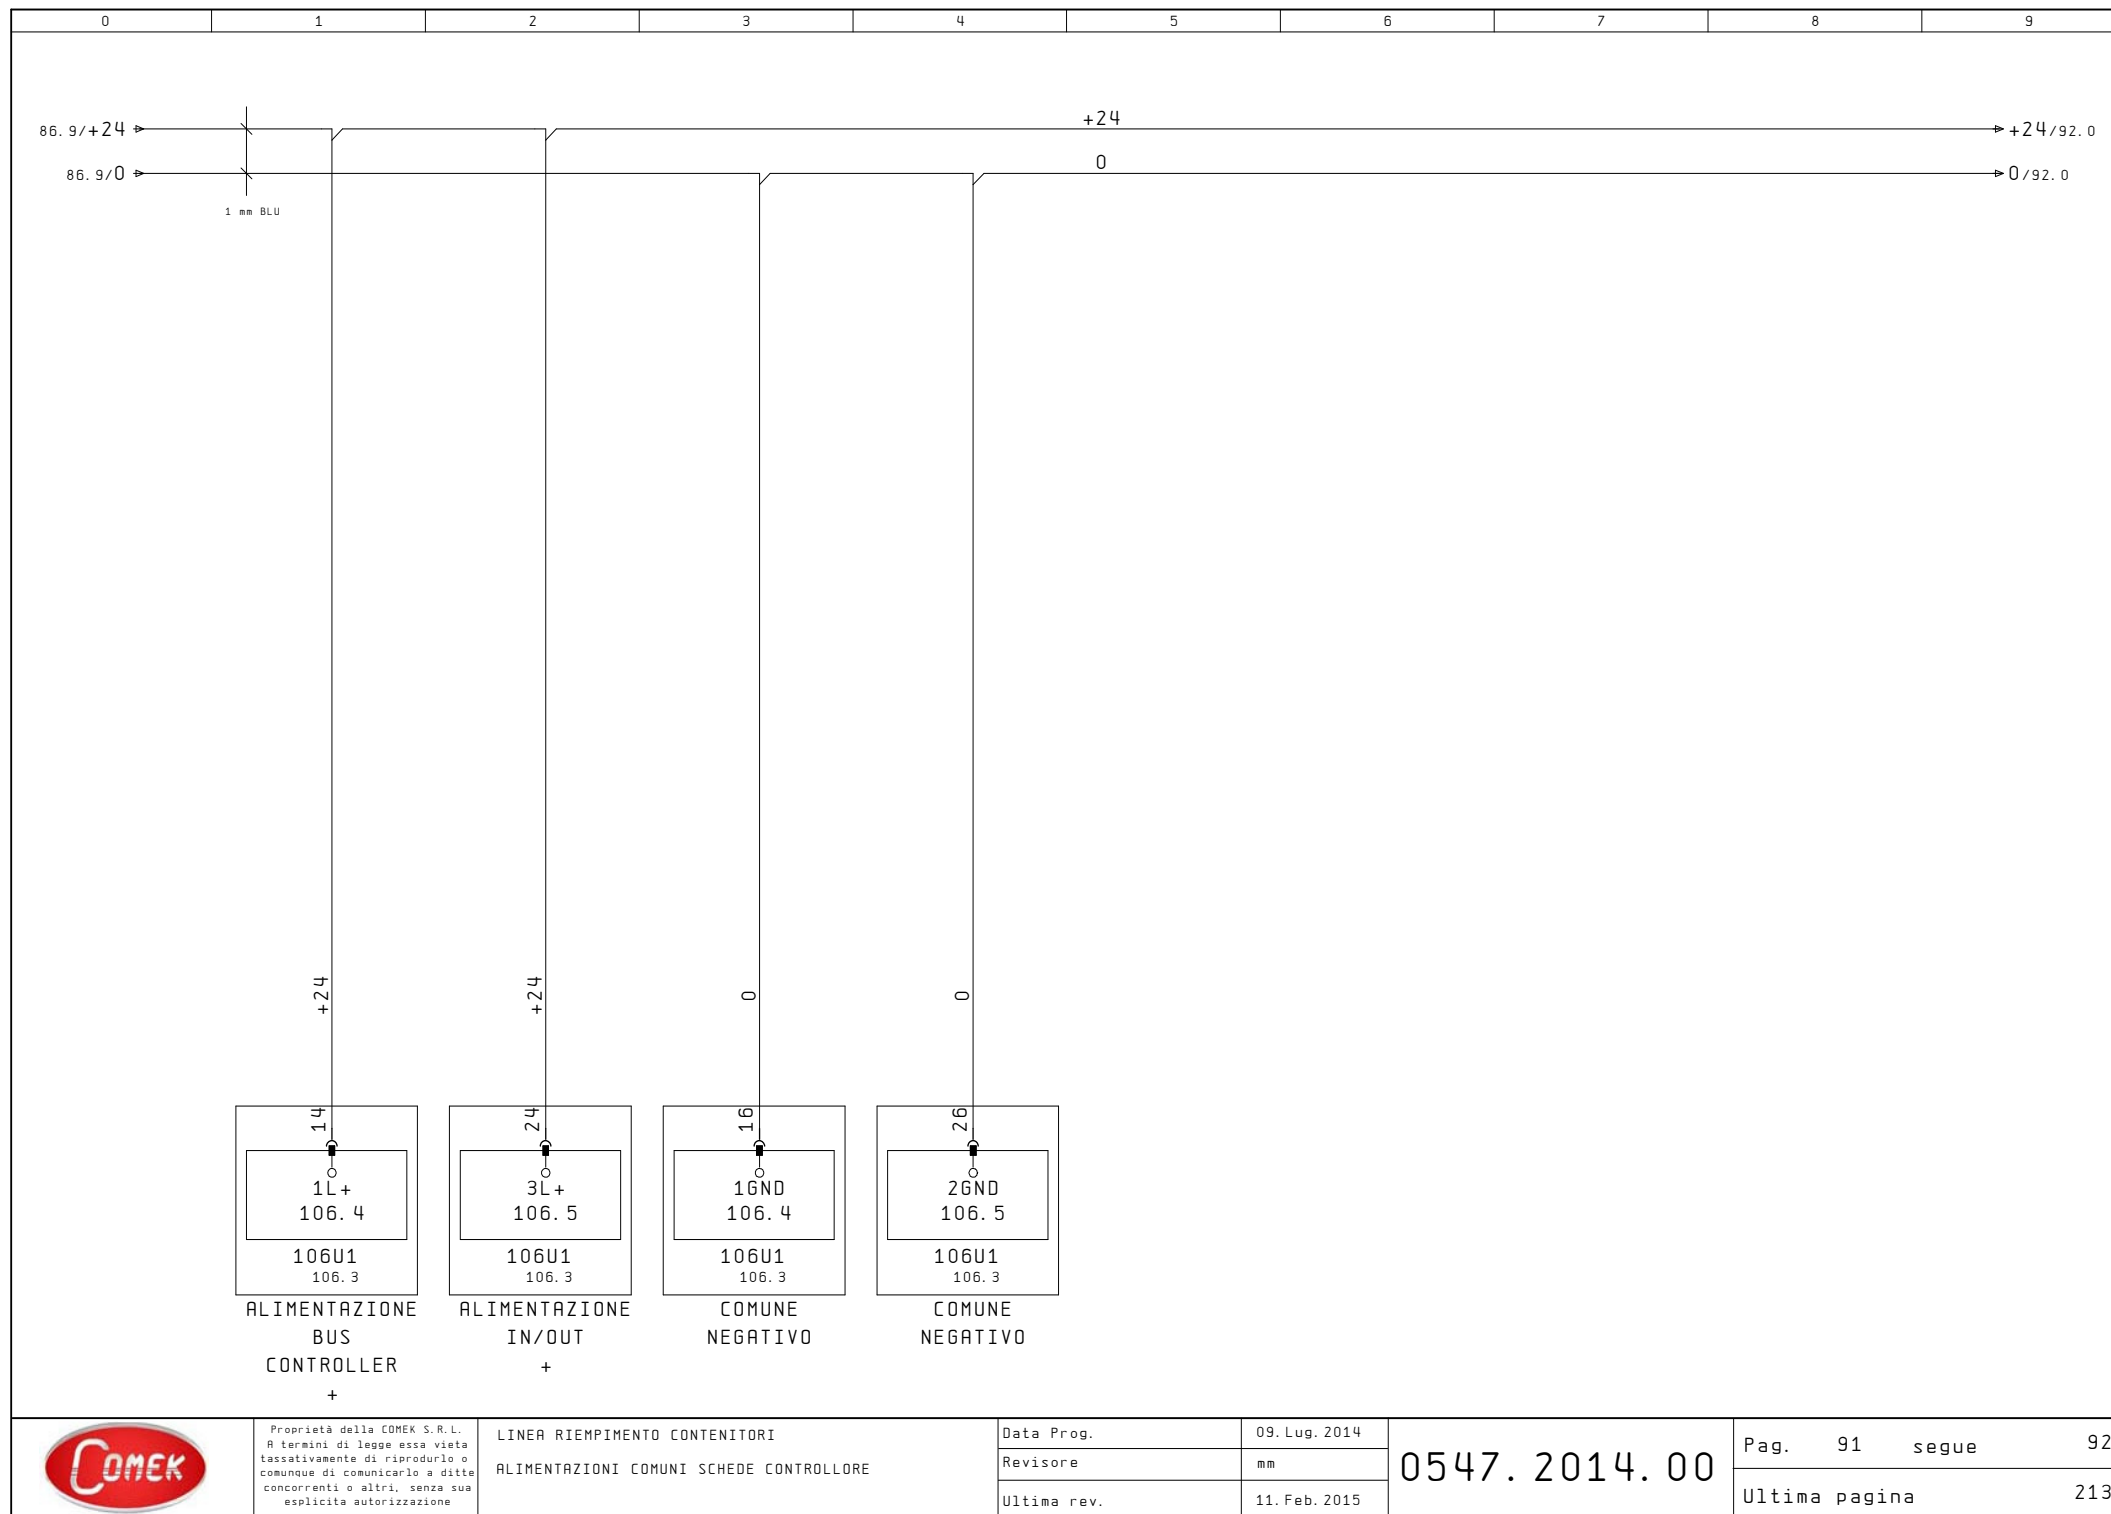 0 1 2 3 4 5 6 7 8 9
+24
86.9/+24 +24/92.0
0
86.9/0 0/92.0
1 mm BLU
+24 +24 0 0
14 24 16 26
1L+ 3L+ 1GND 2GND
106.4 106.5 106.4 106.5
106U1 106U1 106U1 106U1
106.3 106.3 106.3 106.3
ALIMENTAZIONE
BUS
CONTROLLER
+
ALIMENTAZIONE
IN/OUT
+
COMUNE
NEGATIVO
COMUNE
NEGATIVO
COMEK
Proprietà della COMEK S.R.L.
A termini di legge essa vieta
tassativamente di riprodurlo o
comunque di comunicarlo a ditte
concorrenti o altri, senza sua
esplicita autorizzazione
LINEA RIEMPIMENTO CONTENITORI
ALIMENTAZIONI COMUNI SCHEDE CONTROLLORE
Data Prog. 09.Lug.2014
Revisore mm
Ultima rev. 11.Feb.2015
0547.2014.00
Pag. 91 segue 92
Ultima pagina 213